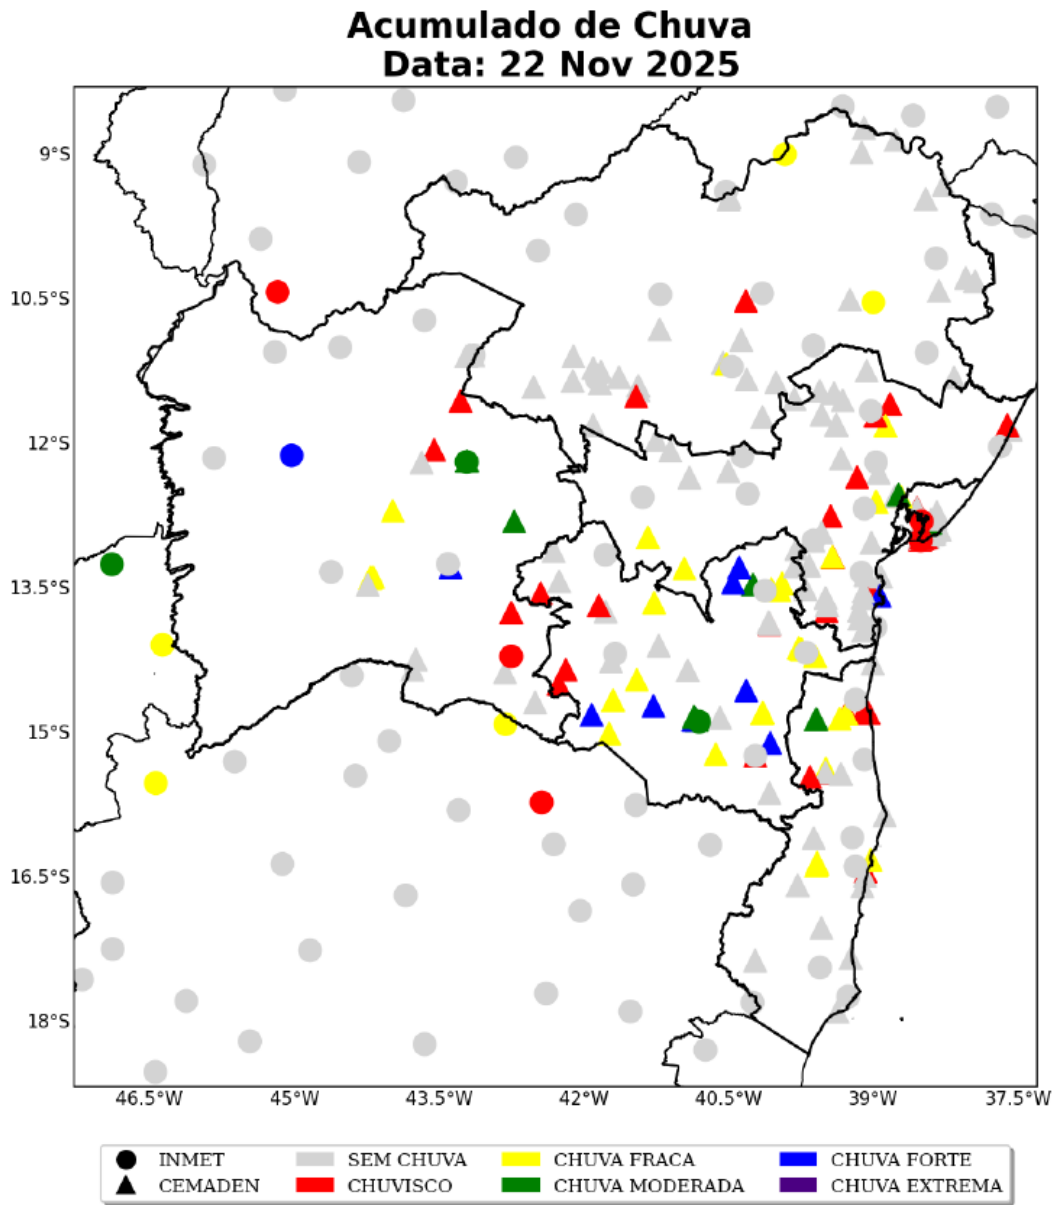 Acumulado de Chuva
Data: 22 Nov 2025
9°S
10.5°S
12°S
13.5°S
15°S
16.5°S
18°S
46.5°W 45°W 43.5°W 42°W 40.5°W 39°W 37.5°W
INMET SEM CHUVA CHUVA FRACA CHUVA FORTE
CEMADEN CHUVISCO CHUVA MODERADA CHUVA EXTREMA